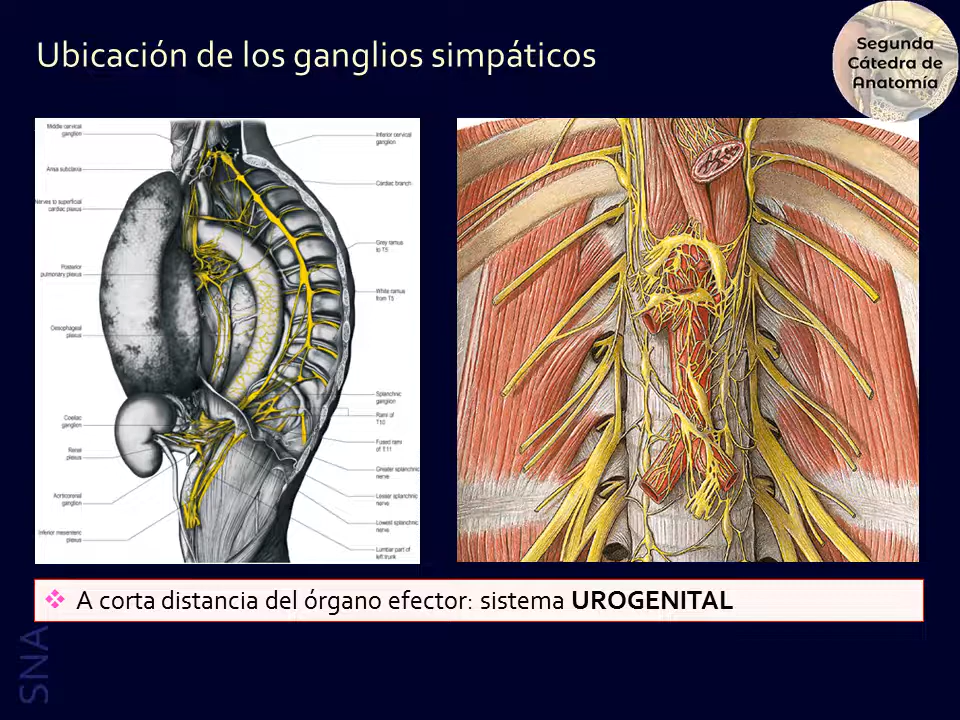 Ubicación de los ganglios simpáticos
Segunda
Cátedra de
Anatomía
Middle cervical
ganglion
Ansa subclavia
Nerves to superficial
cardiac plexus
Posterior
pulmonary plexus
Oesophageal
plexus
Coeliac
ganglion
Renal
plexus
Aorticorenal
ganglion
Inferior mesenteric
plexus
Inferior cervical
ganglion
Cardiac branch
Grey ramus
to T5
White ramus
from T5
Splanchnic
ganglion
Rami of
T10
Fused rami
of T11
Greater splanchnic
nerve
Lesser splanchnic
nerve
Lowest splanchnic
nerve
Lumbar part of
left trunk
A corta distancia del órgano efector: sistema UROGENITAL
SNA